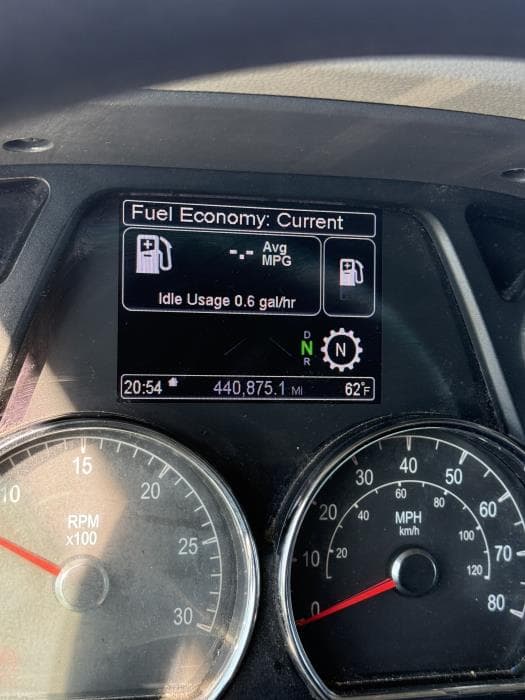 Fuel Economy: Current
-.- Avg
MPG
Idle Usage 0.6 gal/hr
D
N N
R
20:54 440,875.1 MI 62°F
10 15 20 25 30
RPM
x100
0 10 20 30 40 50 60 70 80
20 40 60 80 100 120
MPH
km/h